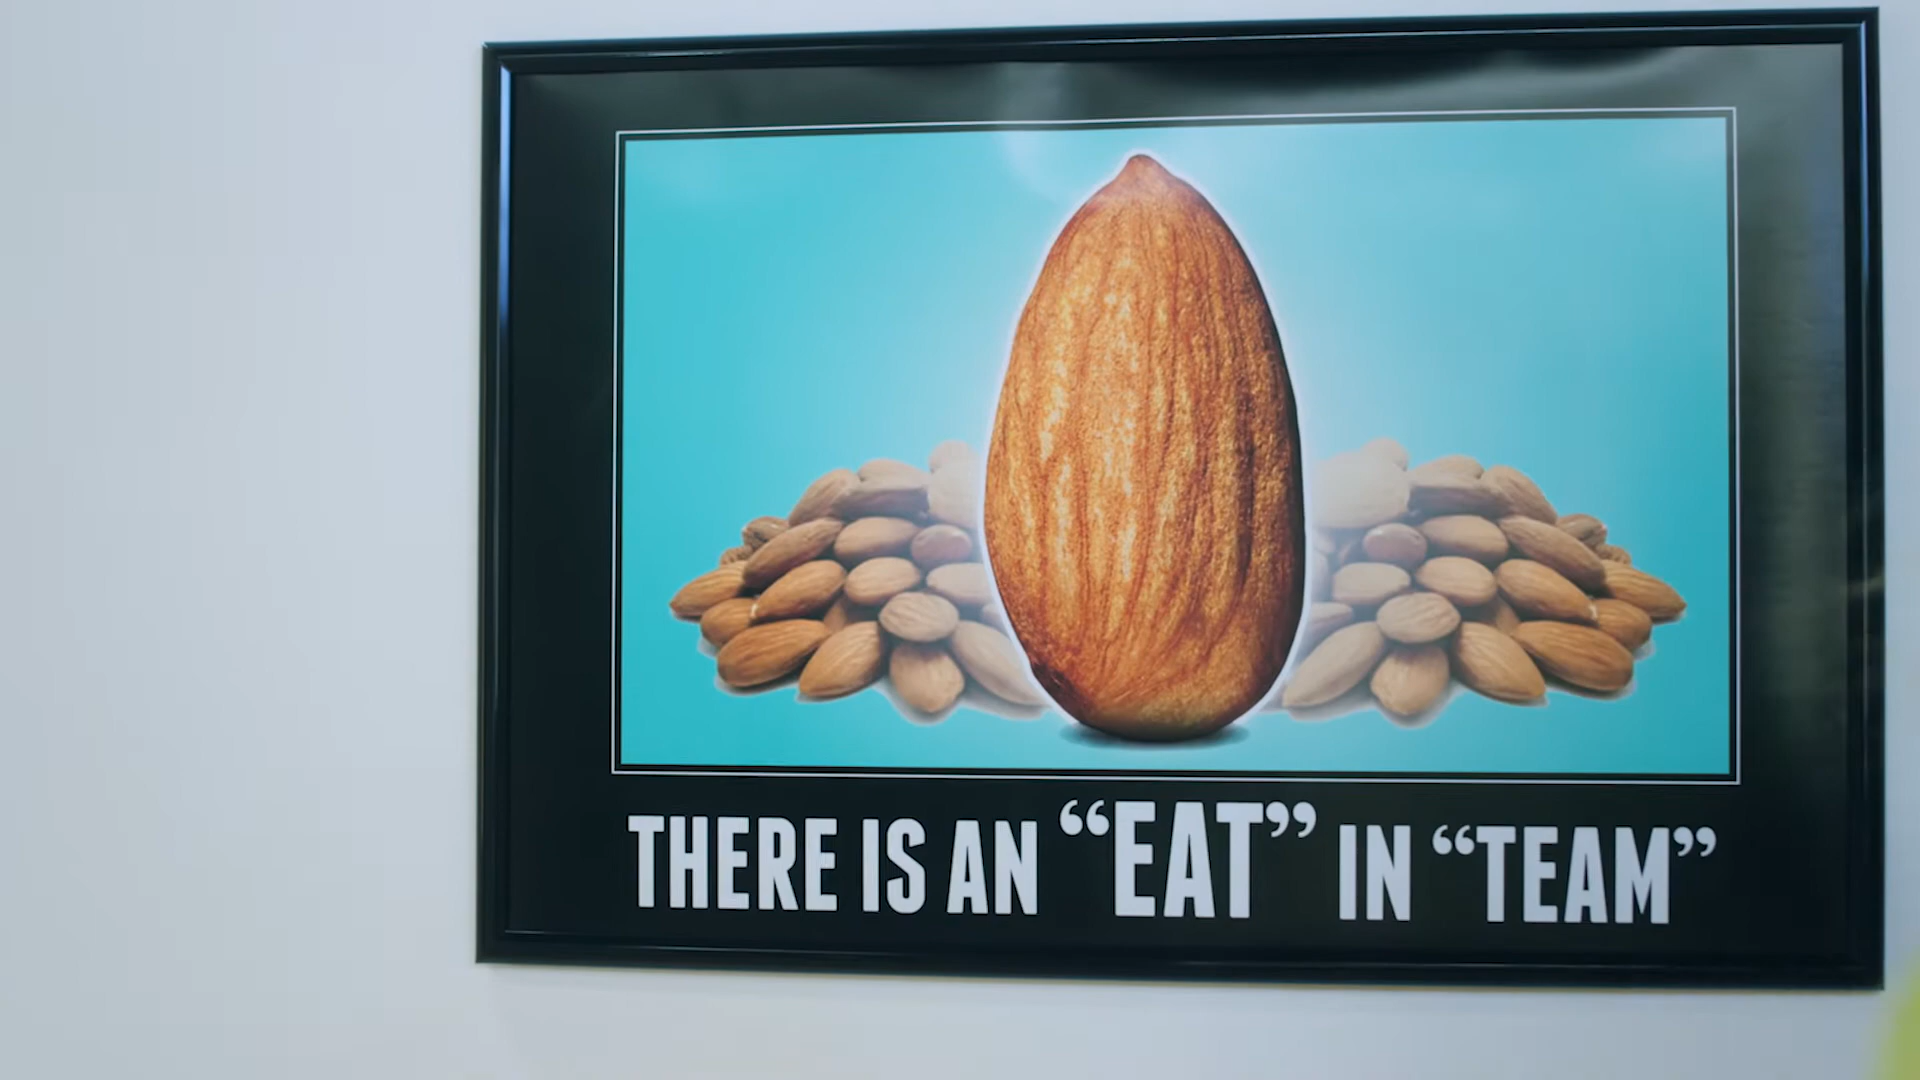 THERE IS AN “EAT” IN “TEAM”